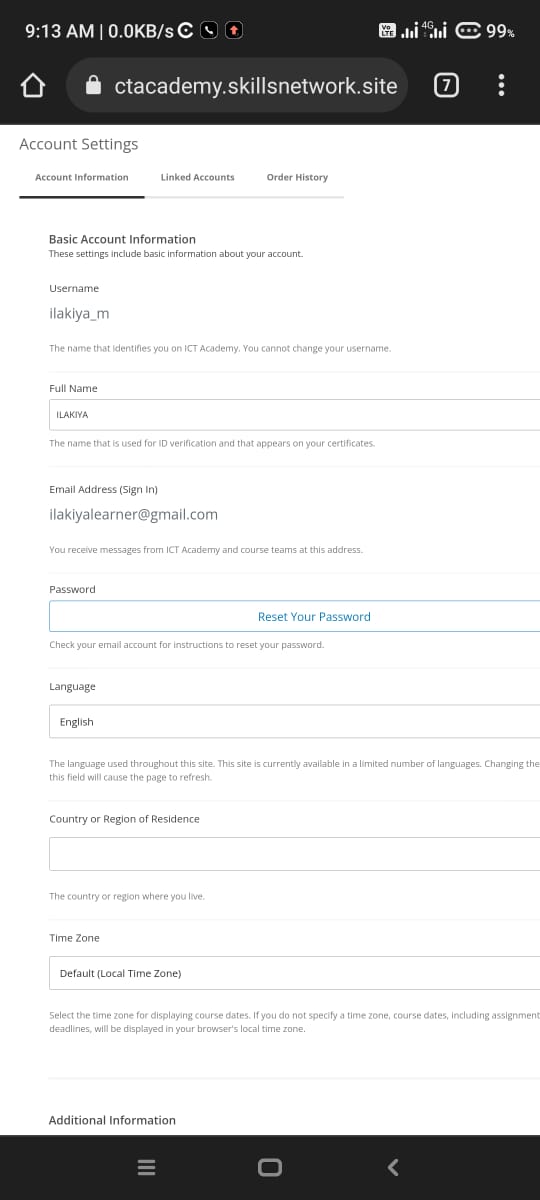 9:13 AM | 0.0KB/s
Vo LTE 4G 99%
ctacademy.skillsnetwork.site
7
Account Settings
Account Information Linked Accounts Order History
Basic Account Information
These settings include basic information about your account.
Username
ilakiya_m
The name that identifies you on ICT Academy. You cannot change your username.
Full Name
ILAKIYA
The name that is used for ID verification and that appears on your certificates.
Email Address (Sign In)
ilakiyalearner@gmail.com
You receive messages from ICT Academy and course teams at this address.
Password
Reset Your Password
Check your email account for instructions to reset your password.
Language
English
The language used throughout this site. This site is currently available in a limited number of languages. Changing the
this field will cause the page to refresh.
Country or Region of Residence
The country or region where you live.
Time Zone
Default (Local Time Zone)
Select the time zone for displaying course dates. If you do not specify a time zone, course dates, including assignment
deadlines, will be displayed in your browser's local time zone.
Additional Information